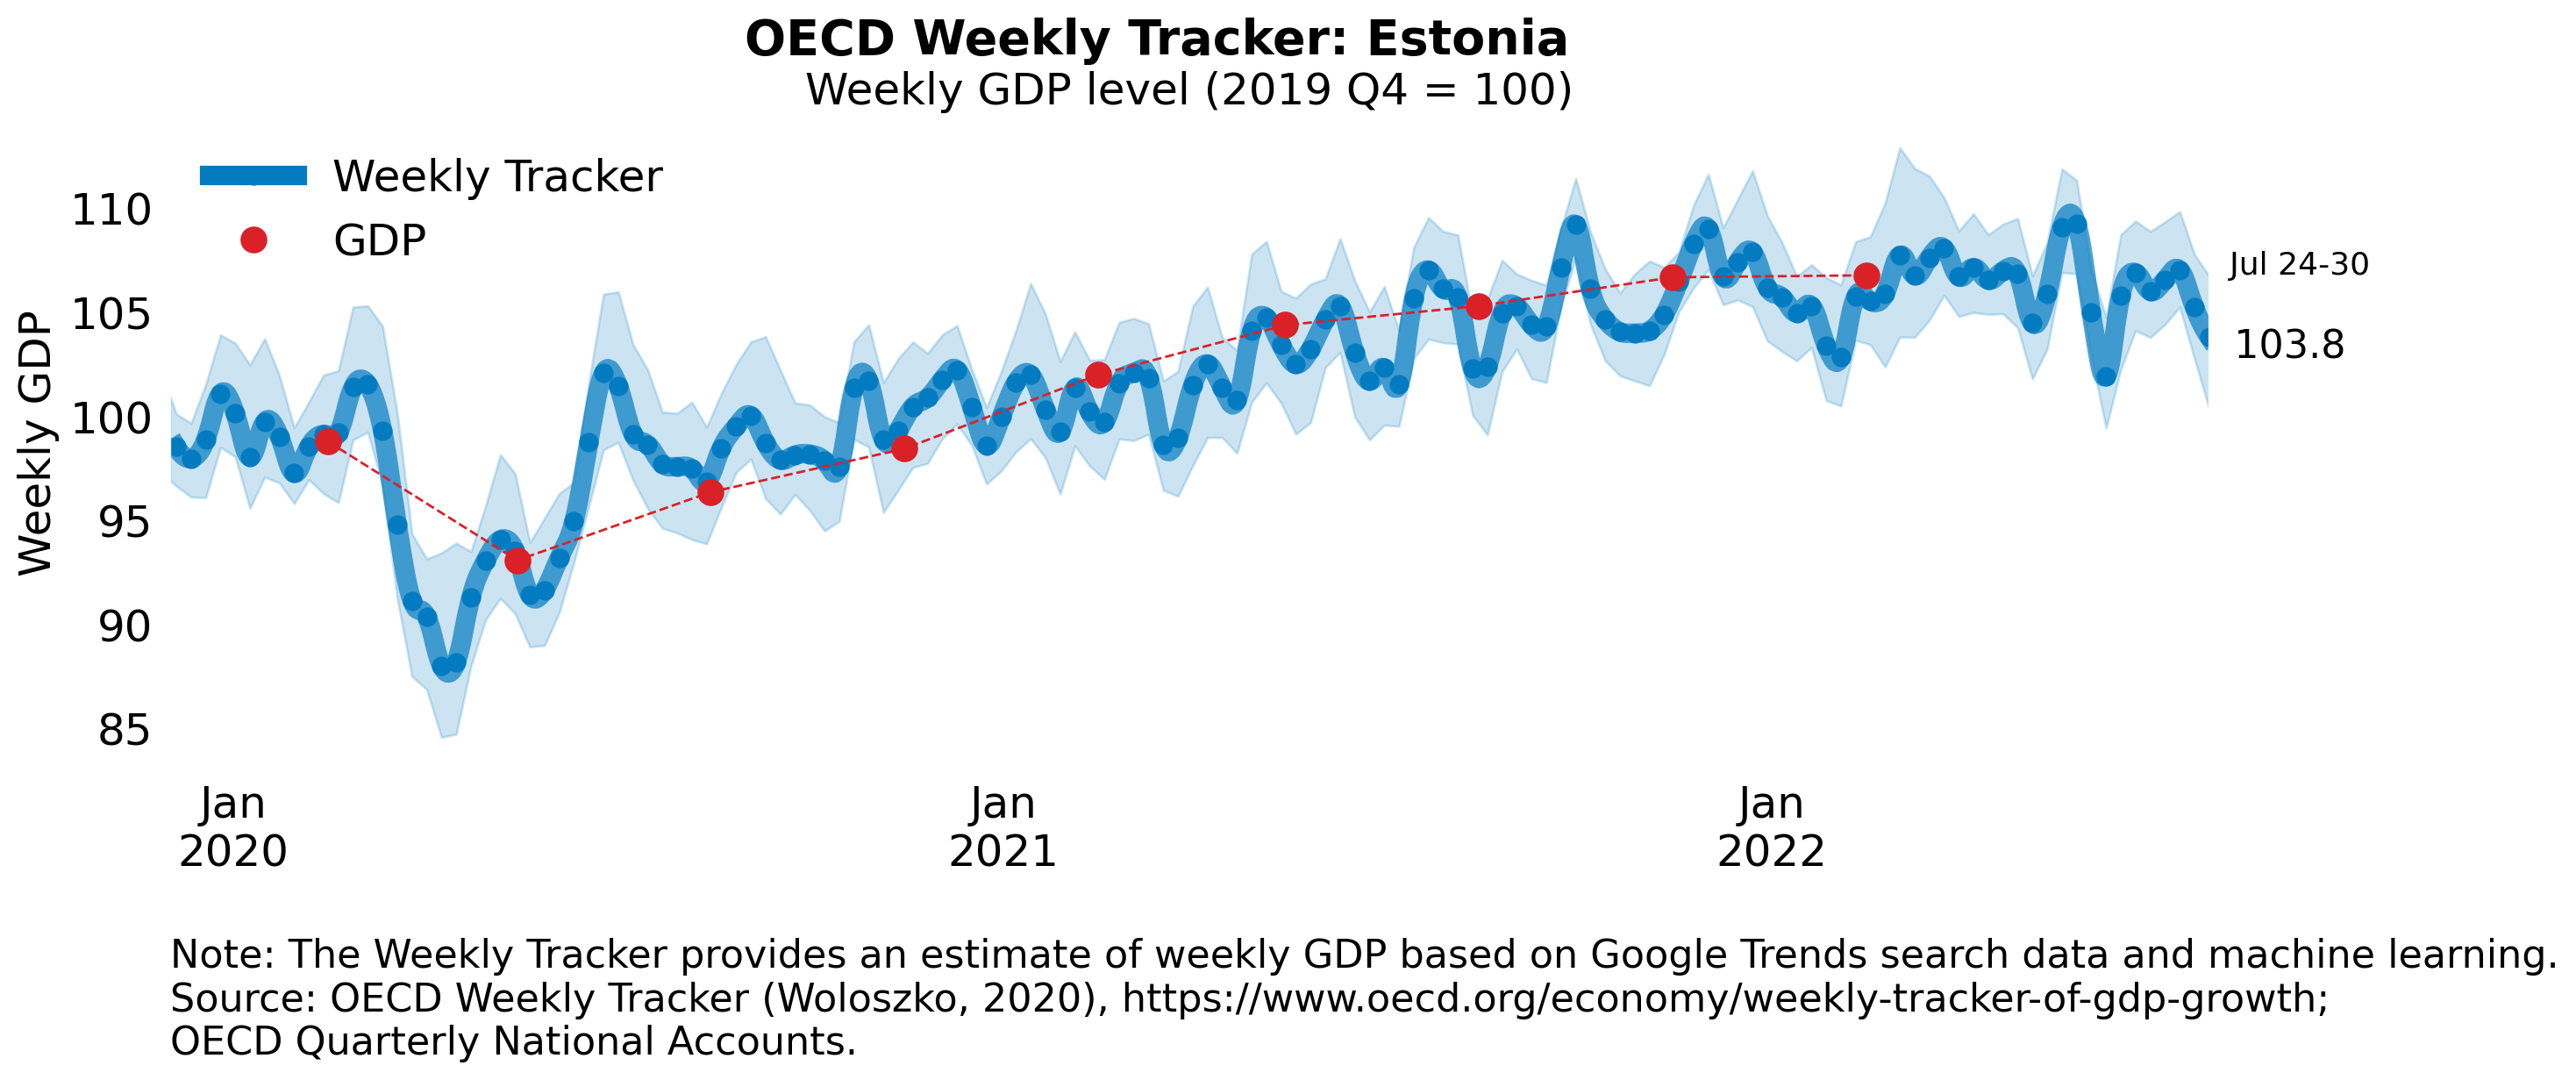 OECD Weekly Tracker: Estonia
Weekly GDP level (2019 Q4 = 100)
Weekly Tracker
GDP
Weekly GDP
110
105
100
95
90
85
Jul 24-30
103.8
Jan
2020
Jan
2021
Jan
2022
Note: The Weekly Tracker provides an estimate of weekly GDP based on Google Trends search data and machine learning.
Source: OECD Weekly Tracker (Woloszko, 2020), https://www.oecd.org/economy/weekly-tracker-of-gdp-growth;
OECD Quarterly National Accounts.